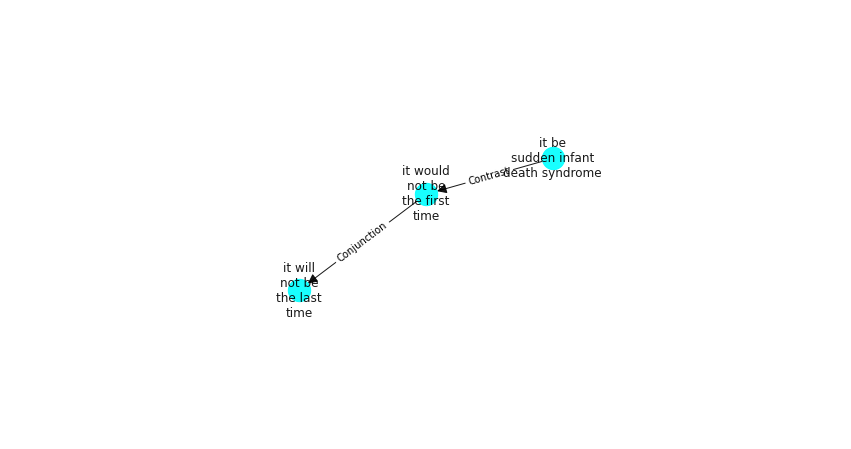 it be
sudden infant
death syndrome
Contrast
it would
not be
the first
time
Conjunction
it will
not be
the last
time